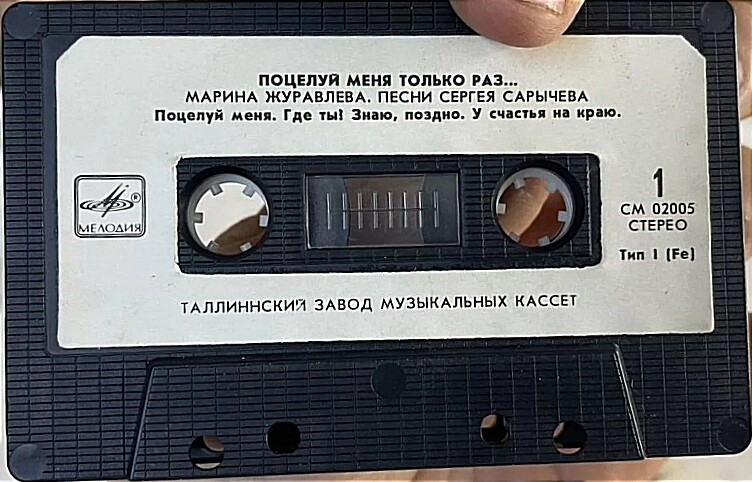 ПОЦЕЛУЙ МЕНЯ ТОЛЬКО РАЗ...
МАРИНА ЖУРАВЛЕВА. ПЕСНИ СЕРГЕЯ САРЫЧЕВА
Поцелуй меня. Где ты? Знаю, поздно. У счастья на краю.
МЕЛОДИЯ
®
1
СМ 02005
СТЕРЕО
Тип I (Fe)
ТАЛЛИННСКИЙ ЗАВОД МУЗЫКАЛЬНЫХ КАССЕТ